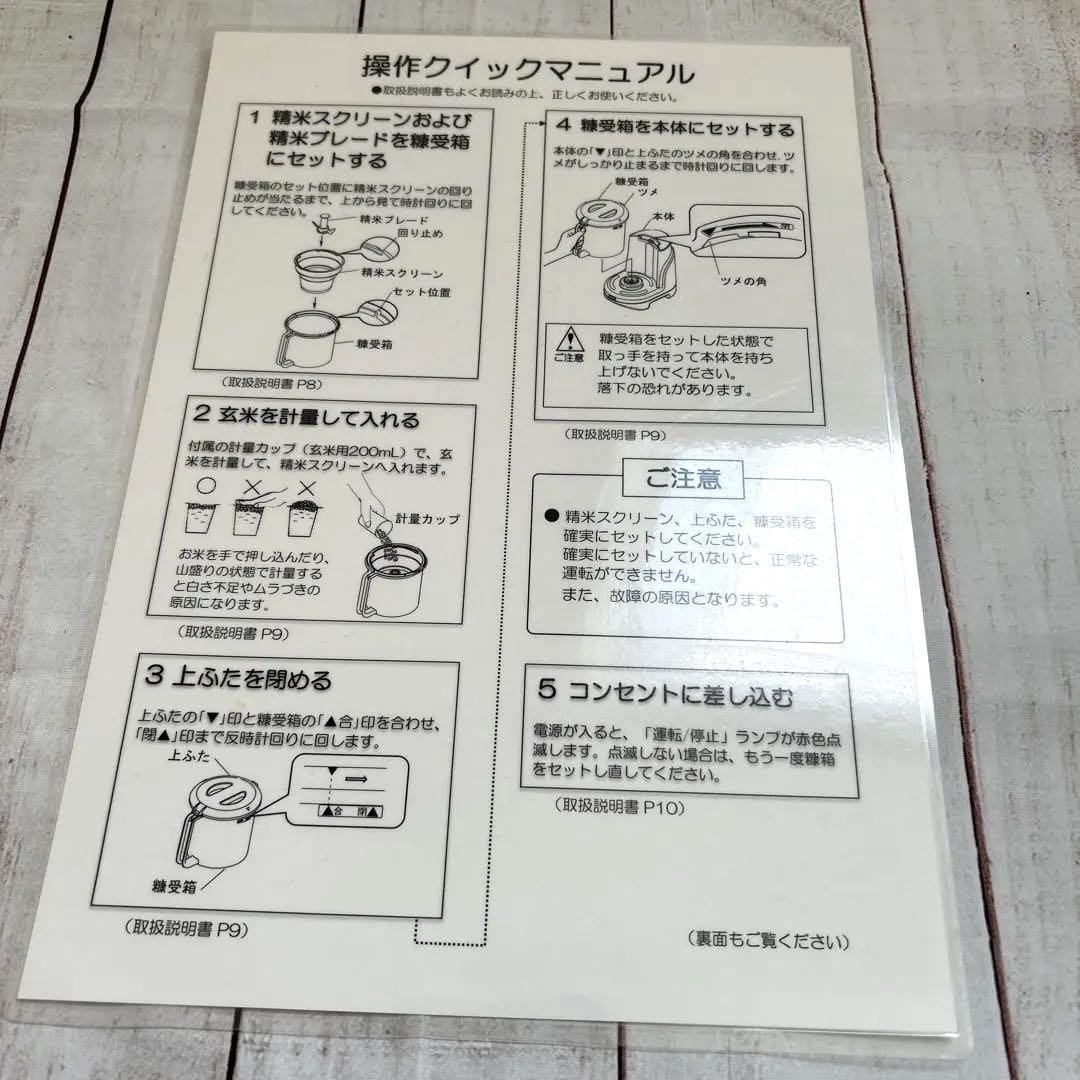 操作クイックマニュアル
●取扱説明書もよくお読みの上、正しくお使いください。
1 精米スクリーンおよび
精米ブレードを糠受箱
にセットする
糠受箱のセット位置に精米スクリーンの回り
止めが当たるまで、上から見て時計回りに回
してください。
精米ブレード
回り止め
精米スクリーン
セット位置
糠受箱
(取扱説明書 P8)
2 玄米を計量して入れる
付属の計量カップ(玄米用200mL)で、玄
米を計量して、精米スクリーンへ入れます。
○ × ×
計量カップ
お米を手で押し込んだり、
山盛りの状態で計量する
と白さ不足やムラづきの
原因になります。
(取扱説明書 P9)
3 上ふたを閉める
上ふたの「▼」印と糠受箱の「▲合」印を合わせ、
「閉▲」印まで反時計回りに回します。
上ふた
▲合 閉▲
糠受箱
(取扱説明書 P9)
4 糠受箱を本体にセットする
本体の「▼」印と上ふたのツメの角を合わせ、ツ
メがしっかり止まるまで時計回りに回します。
糠受箱
ツメ
本体
閉
ツメの角
ご注意
糠受箱をセットした状態で
取っ手を持って本体を持ち
上げないでください。
落下の恐れがあります。
(取扱説明書 P9)
ご注意
● 精米スクリーン、上ふた、糠受箱を
確実にセットしてください。
確実にセットしていないと、正常な
運転ができません。
また、故障の原因となります。
5 コンセントに差し込む
電源が入ると、「運転/停止」ランプが赤色点
滅します。点滅しない場合は、もう一度糠箱
をセットし直してください。
(取扱説明書 P10)
(裏面もご覧ください)